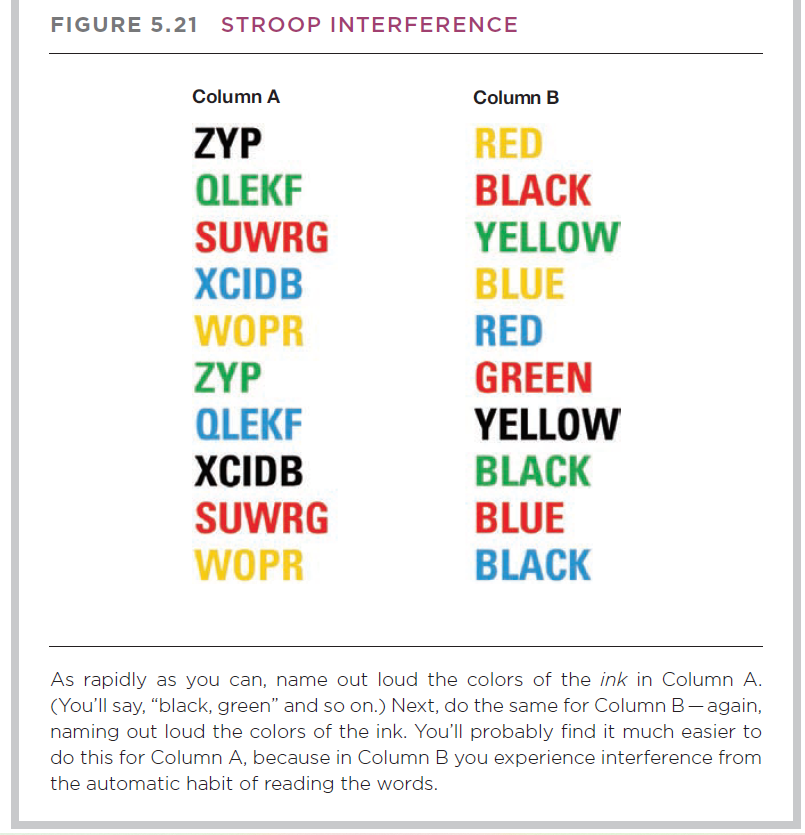 FIGURE 5.21 STROOP INTERFERENCE
Column A
ZYP
QLEKF
SUWRG
XCIDB
WOPR
ZYP
QLEKF
XCIDB
SUWRG
WOPR
Column B
RED
BLACK
YELLOW
BLUE
RED
GREEN
YELLOW
BLACK
BLUE
BLACK
As rapidly as you can, name out loud the colors of the ink in Column A.
(You’ll say, “black, green” and so on.) Next, do the same for Column B—again,
naming out loud the colors of the ink. You’ll probably find it much easier to
do this for Column A, because in Column B you experience interference from
the automatic habit of reading the words.